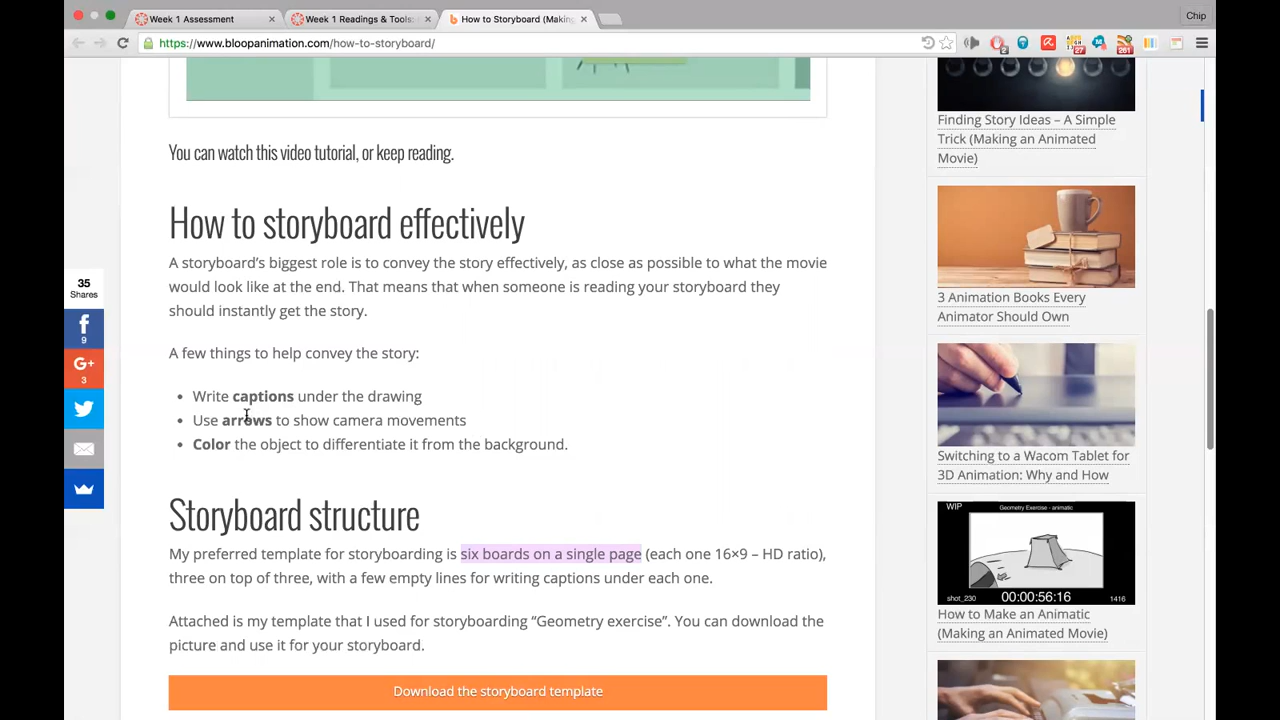 Week 1 Assessment
Week 1 Readings & Tools:
How to Storyboard (Making
Chip
https://www.bloopanimation.com/how-to-storyboard/
2
27
261
You can watch this video tutorial, or keep reading.
How to storyboard effectively
A storyboard's biggest role is to convey the story effectively, as close as possible to what the movie
would look like at the end. That means that when someone is reading your storyboard they
should instantly get the story.
A few things to help convey the story:
• Write captions under the drawing
• Use arrows to show camera movements
• Color the object to differentiate it from the background.
Storyboard structure
My preferred template for storyboarding is six boards on a single page (each one 16×9 – HD ratio),
three on top of three, with a few empty lines for writing captions under each one.
Attached is my template that I used for storyboarding “Geometry exercise”. You can download the
picture and use it for your storyboard.
Download the storyboard template
35
Shares
9
G+
3
Finding Story Ideas – A Simple
Trick (Making an Animated
Movie)
3 Animation Books Every
Animator Should Own
Switching to a Wacom Tablet for
3D Animation: Why and How
WIP
Geometry Exercise - animatic
shot_230
00:00:56:16
1416
How to Make an Animatic
(Making an Animated Movie)